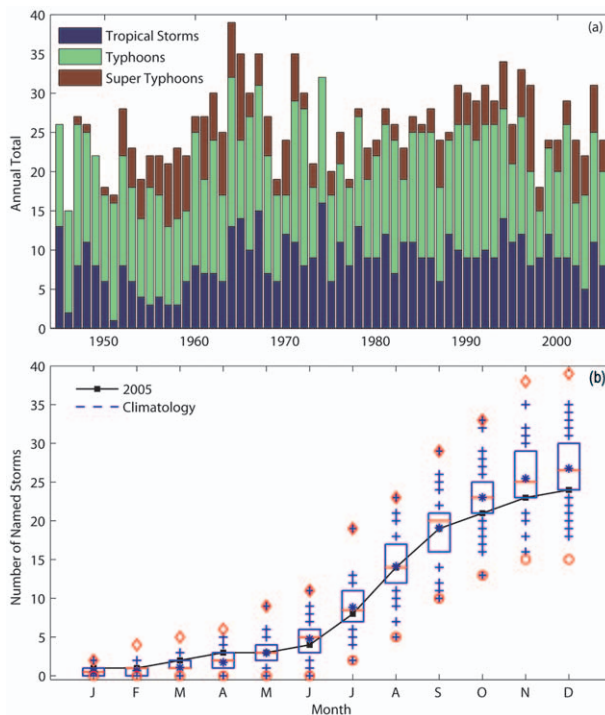 40
(a)
Tropical Storms
35
Typhoons
30
Super Typhoons
25
20
15
10
5
0
Annual Total
1950 1960 1970 1980 1990 2000
40
(b)
2005
35
Climatology
30
25
20
15
10
5
0
Number of Named Storms
J F M A M J J A S O N D
Month